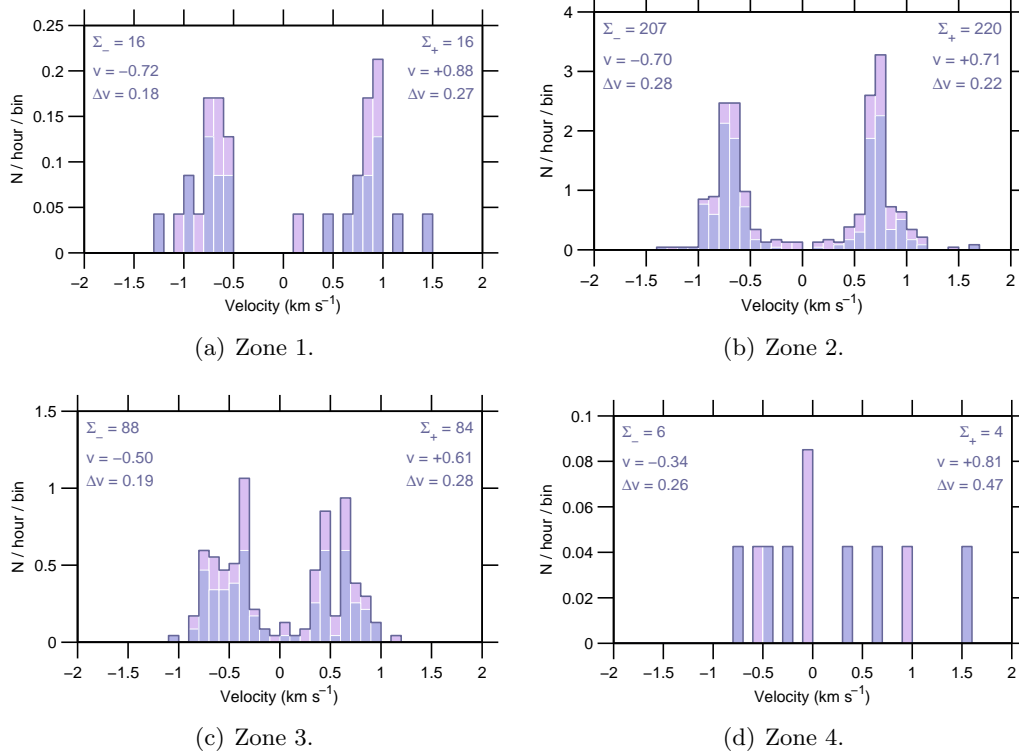 0.25
0.2
0.15
0.1
0.05
0
N / hour / bin
Σ− = 16
v = −0.72
Δv = 0.18
Σ+ = 16
v = +0.88
Δv = 0.27
−2 −1.5 −1 −0.5 0 0.5 1 1.5 2
Velocity (km s−1)
(a) Zone 1.
4
3
2
1
0
N / hour / bin
Σ− = 207
v = −0.70
Δv = 0.28
Σ+ = 220
v = +0.71
Δv = 0.22
−2 −1.5 −1 −0.5 0 0.5 1 1.5 2
Velocity (km s−1)
(b) Zone 2.
1.5
1
0.5
0
N / hour / bin
Σ− = 88
v = −0.50
Δv = 0.19
Σ+ = 84
v = +0.61
Δv = 0.28
−2 −1.5 −1 −0.5 0 0.5 1 1.5 2
Velocity (km s−1)
(c) Zone 3.
0.1
0.08
0.06
0.04
0.02
0
N / hour / bin
Σ− = 6
v = −0.34
Δv = 0.26
Σ+ = 4
v = +0.81
Δv = 0.47
−2 −1.5 −1 −0.5 0 0.5 1 1.5 2
Velocity (km s−1)
(d) Zone 4.